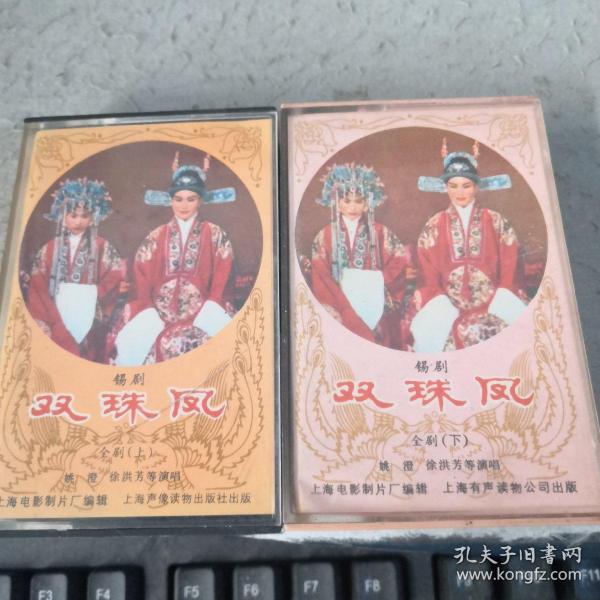 锡剧
双珠凤
全剧(上)
姚澄 徐洪芳等演唱
上海电影制片厂编辑 上海声像读物出版社出版
锡剧
双珠凤
全剧(下)
姚澄 徐洪芳等演唱
上海电影制片厂编辑 上海有声读物公司出版
孔夫子旧书网
www.kongfz.com
F3
F4
F5
F6
F7
F8
F11